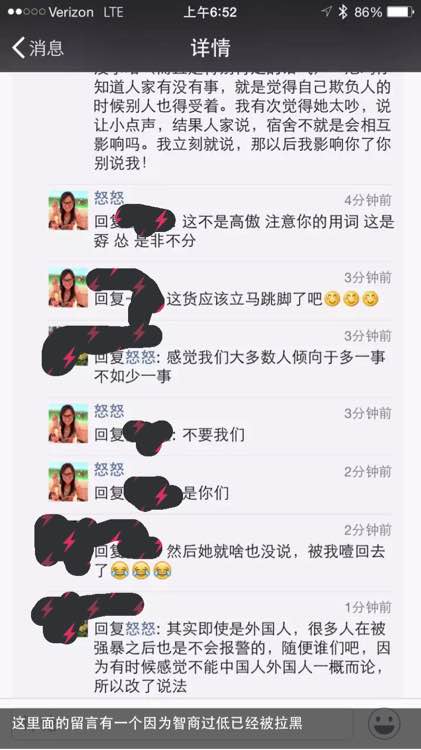 Verizon LTE 上午6:52 86%
消息 详情
知道人家有没有事，就是觉得自己欺负人的
时候别人也得受着。我有次觉得她太吵，说
让小点声，结果人家说，宿舍不就是会相互
影响吗。我立刻就说，那以后我影响你了你
别说我！
怒怒 4分钟前
回复 : 这不是高傲 注意你的用词 这是
孬 怂 是非不分
怒怒 3分钟前
回复 这货应该立马跳脚了吧😋😋😋
3分钟前
回复怒怒: 感觉我们大多数人倾向于多一事
不如少一事
怒怒 3分钟前
回复 : 不要我们
怒怒 2分钟前
回复 是你们
2分钟前
回复 然后她就啥也没说，被我噎回去
了😂😂😂
1分钟前
回复怒怒: 其实即使是外国人，很多人在被
强暴之后也是不会报警的，随便谁们吧，因
为有时候感觉不能中国人外国人一概而论，
所以改了说法
这里面的留言有一个因为智商过低已经被拉黑